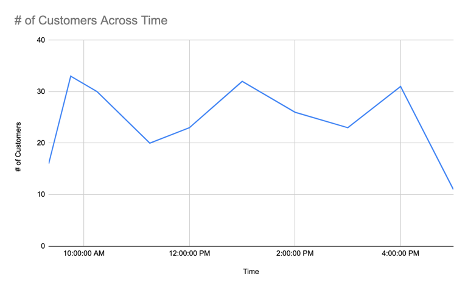 # of Customers Across Time
40
30
20
10
0
# of Customers
10:00:00 AM 12:00:00 PM 2:00:00 PM 4:00:00 PM
Time